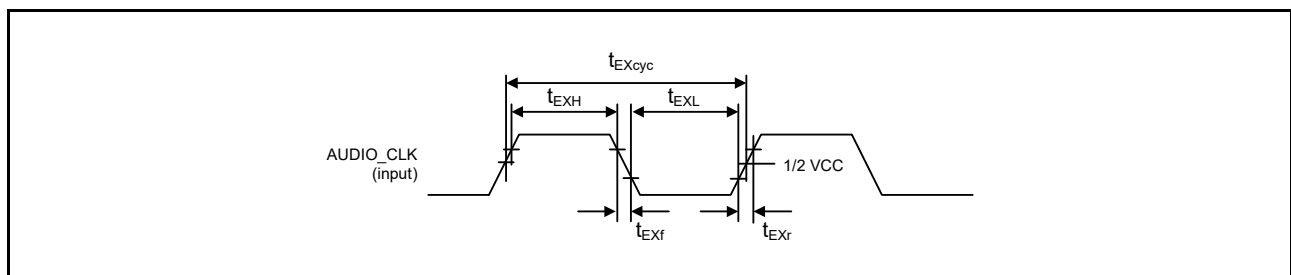 tEXcyc
tEXH
tEXL
AUDIO_CLK
(input)
1/2 VCC
tEXf
tEXr